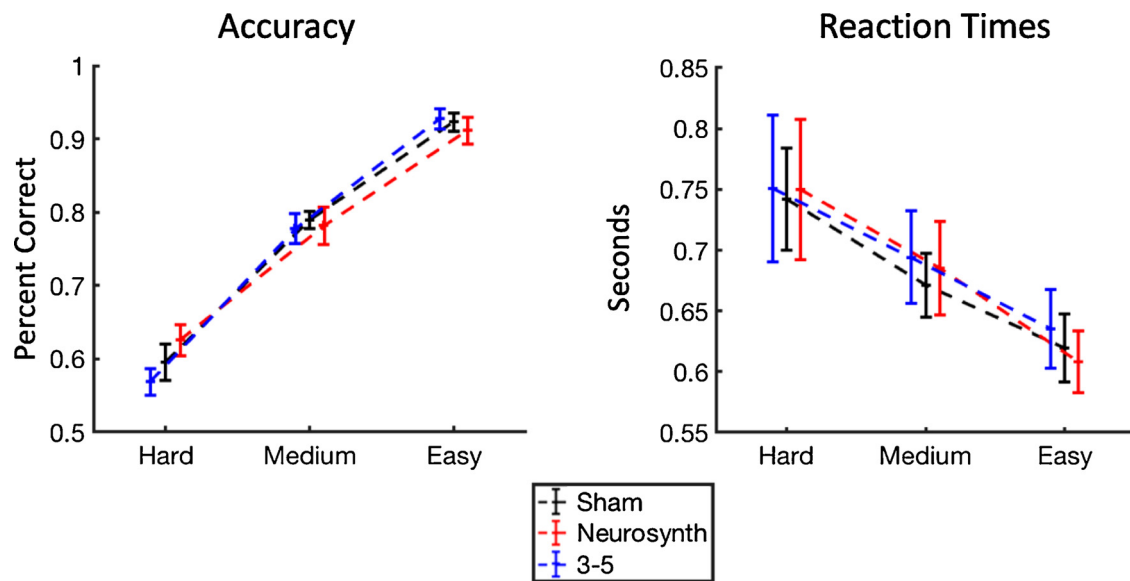 Accuracy
Percent Correct
1
0.9
0.8
0.7
0.6
0.5
Hard Medium Easy
Reaction Times
Seconds
0.85
0.8
0.75
0.7
0.65
0.6
0.55
Hard Medium Easy
Sham
Neurosynth
3-5